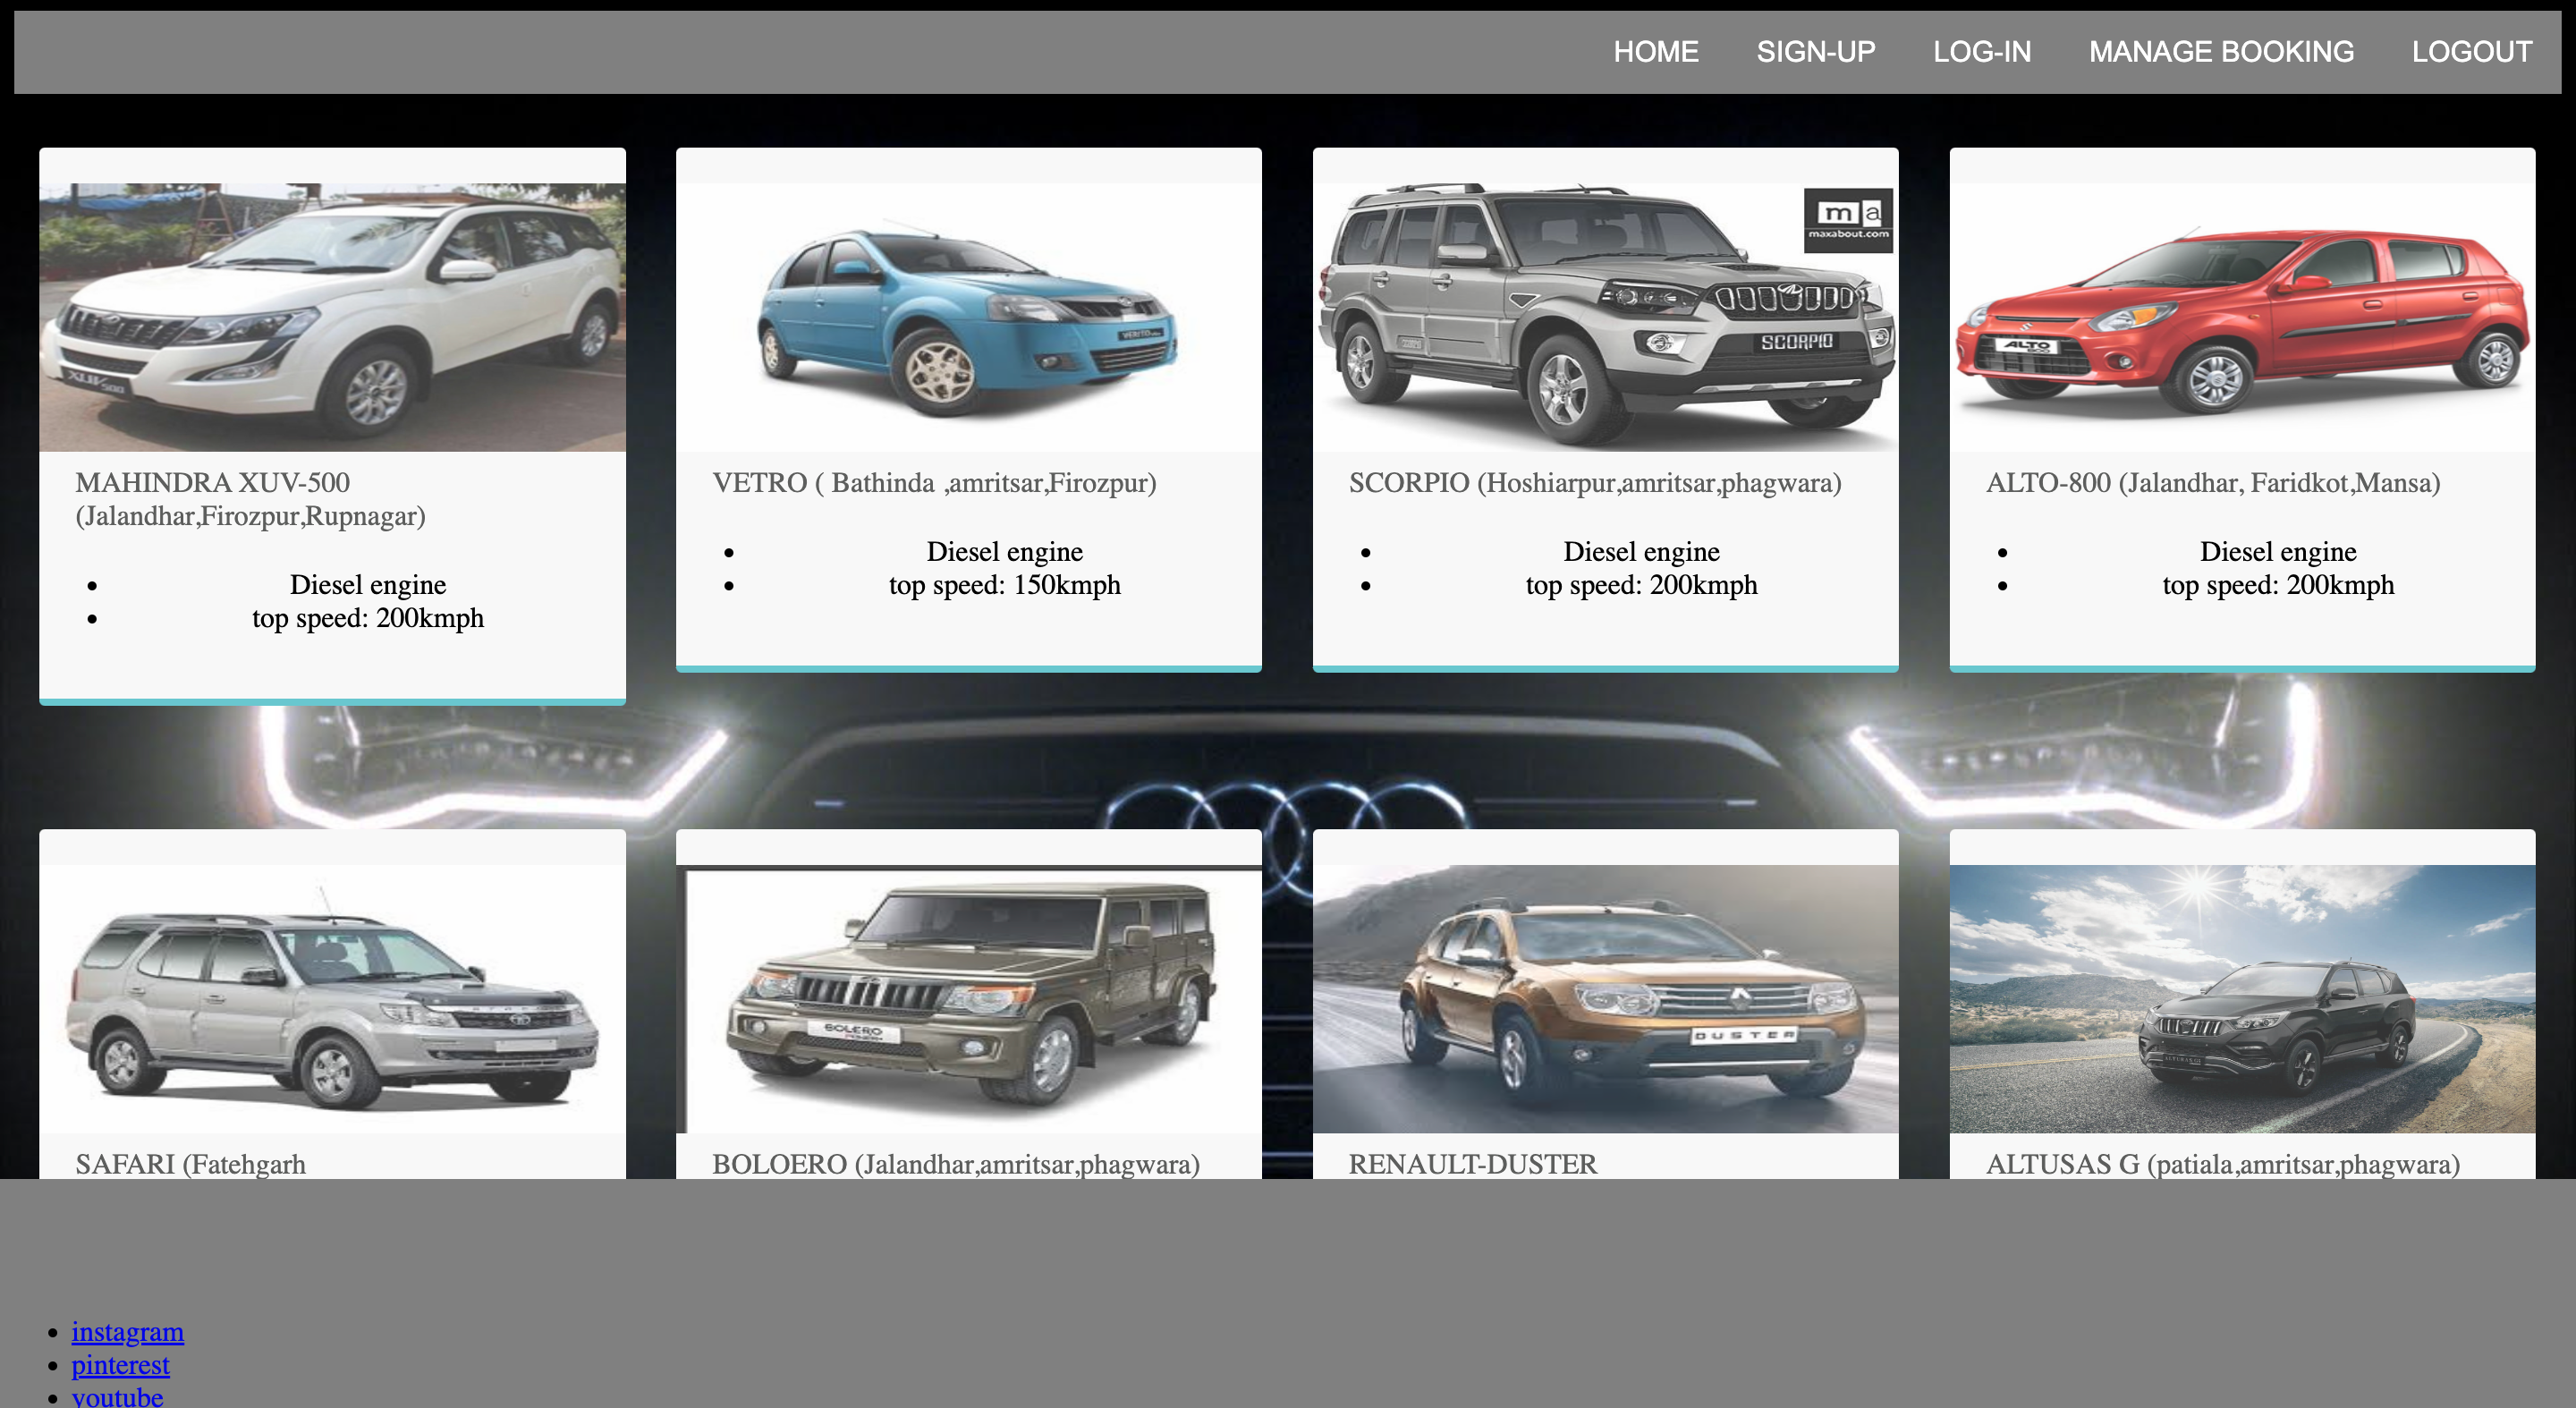 HOME SIGN-UP LOG-IN MANAGE BOOKING LOGOUT
XUV500
VERITO
m a
maxabout.com
SCORPIO
ALTO
800
MAHINDRA XUV-500
(Jalandhar,Firozpur,Rupnagar)
• Diesel engine
• top speed: 200kmph
VETRO ( Bathinda ,amritsar,Firozpur)
• Diesel engine
• top speed: 150kmph
SCORPIO (Hoshiarpur,amritsar,phagwara)
• Diesel engine
• top speed: 200kmph
ALTO-800 (Jalandhar, Faridkot,Mansa)
• Diesel engine
• top speed: 200kmph
BOLERO
DUSTER
SAFARI (Fatehgarh
BOLOERO (Jalandhar,amritsar,phagwara)
RENAULT-DUSTER
ALTUSAS G (patiala,amritsar,phagwara)
• instagram
• pinterest
• youtube